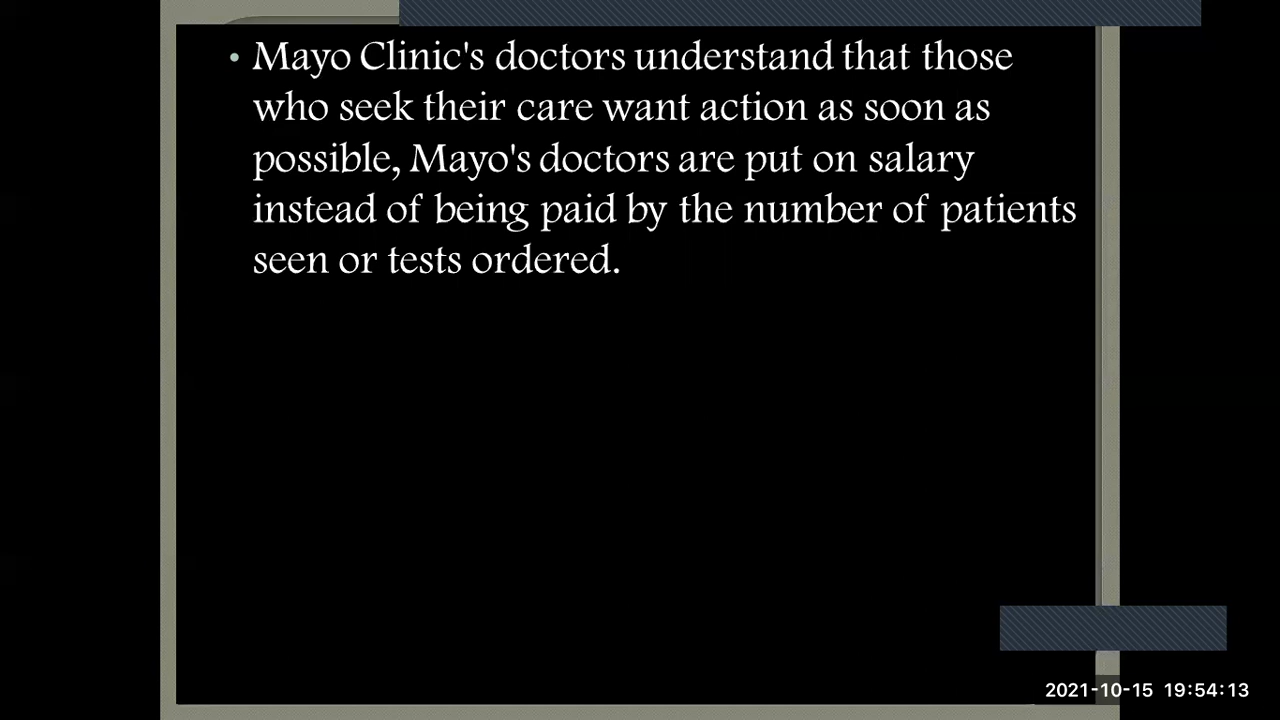 • Mayo Clinic's doctors understand that those
who seek their care want action as soon as
possible, Mayo's doctors are put on salary
instead of being paid by the number of patients
seen or tests ordered.
2021-10-15 19:54:13